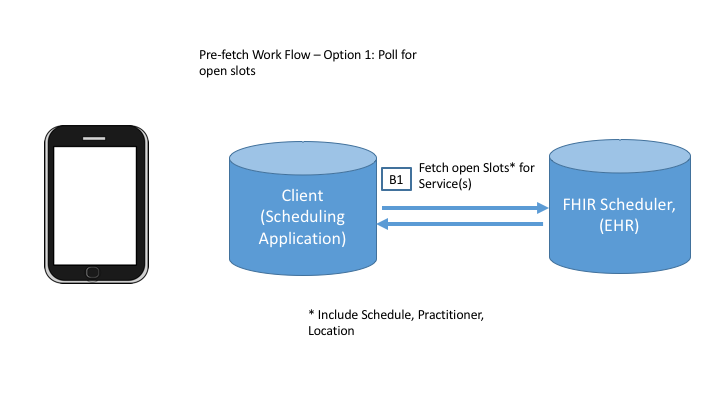 Pre-fetch Work Flow – Option 1: Poll for
open slots
B1
Fetch open Slots* for
Service(s)
Client
(Scheduling
Application)
FHIR Scheduler,
(EHR)
* Include Schedule, Practitioner,
Location